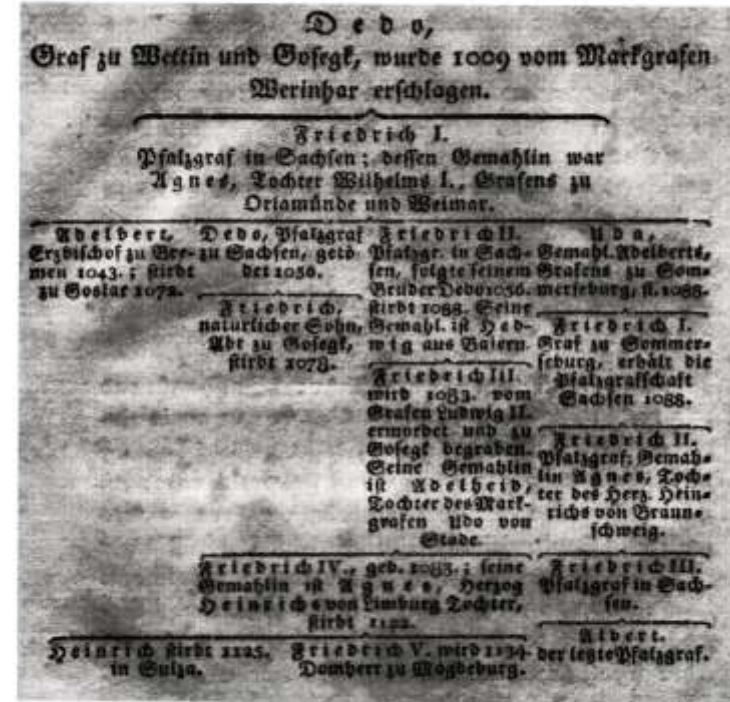 Dedo,
Graf zu Wettin und Gosegk, wurde 1009 vom Markgrafen
Werinhar erschlagen.
Friedrich I.
Pfalzgraf in Sachsen; dessen Gemahlin war
Agnes, Tochter Wilhelms I., Grafens zu
Orlamünde und Weimar.
Adelbert,
Erzbischof zu Bre-
men 1043.; stirbt
zu Goslar 1072.
Dedo, Pfalzgraf
zu Sachsen, getö
det 1056.
Friedrich,
natürlicher Sohn,
Abt zu Gosegk,
stirbt 1078.
Friedrich II.
Pfalzgr. in Sach-
sen, folgte seinem
Bruder Dedo 1056.
stirbt 1088. Seine
Gemahl. ist Hed-
wig aus Baiern.
Friedrich III.
wird 1083. vom
Grafen Ludwig II.
ermordet und zu
Gosegk begraben.
Seine Gemahlin
ist Adelheid,
Tochter des Mark-
grafen Udo von
Stade.
Uda,
Gemahl. Adelberts,
Grafens zu Som-
merseburg, st. 1088.
Friedrich I.
Graf zu Sommer-
seburg, erhält die
Pfalzgrafschaft
Sachsen 1088.
Friedrich II.
Pfalzgraf; Gemah-
lin Agnes, Toch-
ter des Herz. Hein-
richs von Braun-
schweig.
Friedrich IV., geb. 1083.; seine
Gemahlin ist Agnes, Herzog
Heinrichs von Limburg Tochter,
stirbt 1122.
Friedrich III.
Pfalzgraf in Sach-
sen.
Heinrich stirbt 1125.
in Sulza.
Friedrich V. wird 1134
Domherr zu Magdeburg.
Albert.
der letzte Pfalzgraf.